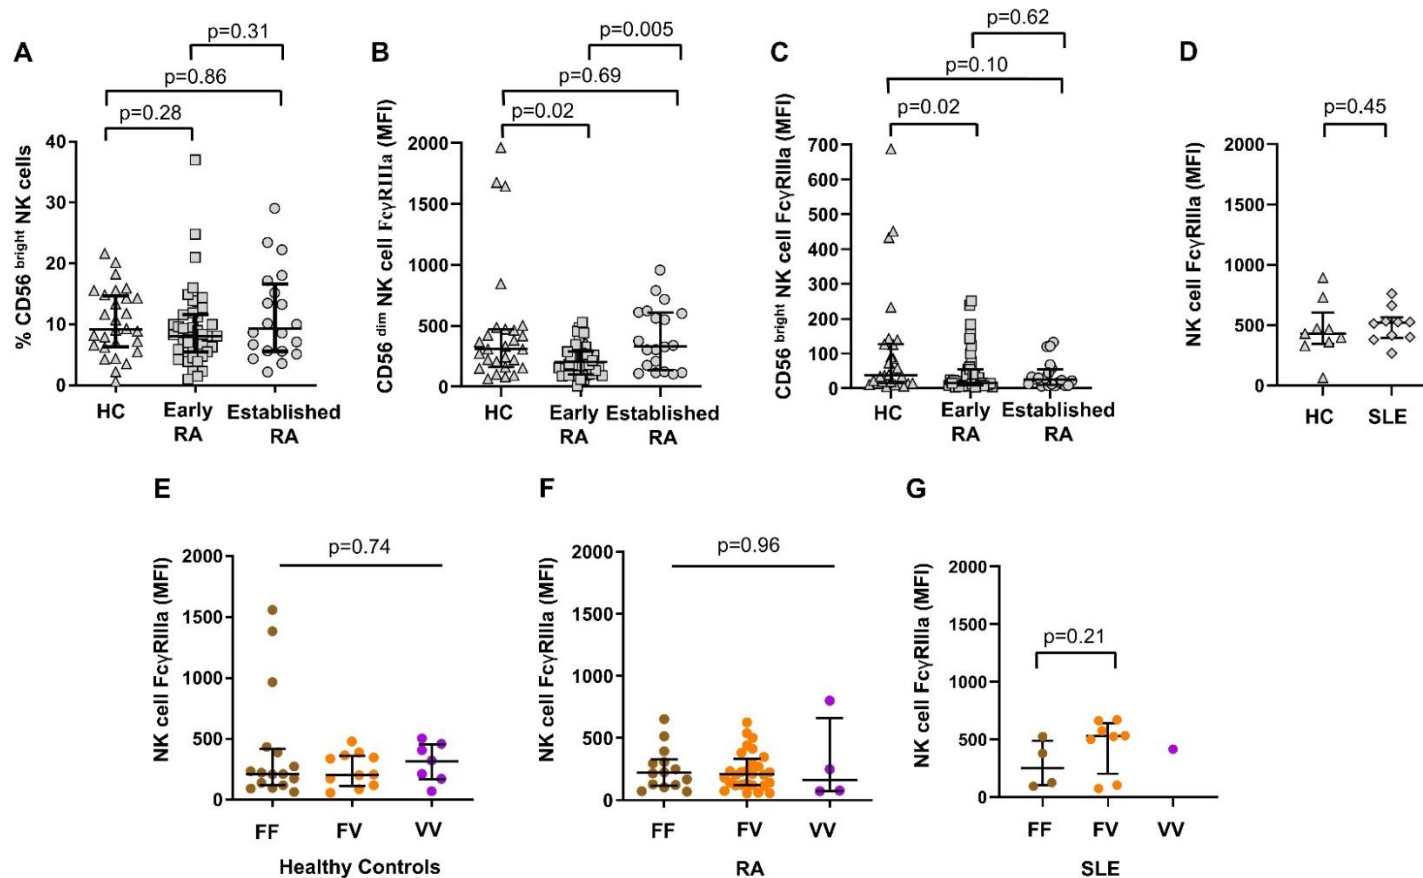 A
p=0.31
p=0.86
p=0.28
% CD56 bright NK cells
40
30
20
10
0
HC
Early
RA
Established
RA
B
p=0.005
p=0.69
p=0.02
CD56 dim NK cell FcγRIIIa (MFI)
2000
1500
1000
500
0
HC
Early
RA
Established
RA
C
p=0.62
p=0.10
p=0.02
CD56 bright NK cell FcγRIIIa (MFI)
700
600
500
400
300
200
100
0
HC
Early
RA
Established
RA
D
p=0.45
NK cell FcγRIIIa (MFI)
2000
1500
1000
500
0
HC
SLE
E
p=0.74
NK cell FcγRIIIa (MFI)
2000
1500
1000
500
0
FF
FV
VV
Healthy Controls
F
p=0.96
NK cell FcγRIIIa (MFI)
2000
1500
1000
500
0
FF
FV
VV
RA
G
p=0.21
NK cell FcγRIIIa (MFI)
2000
1500
1000
500
0
FF
FV
VV
SLE